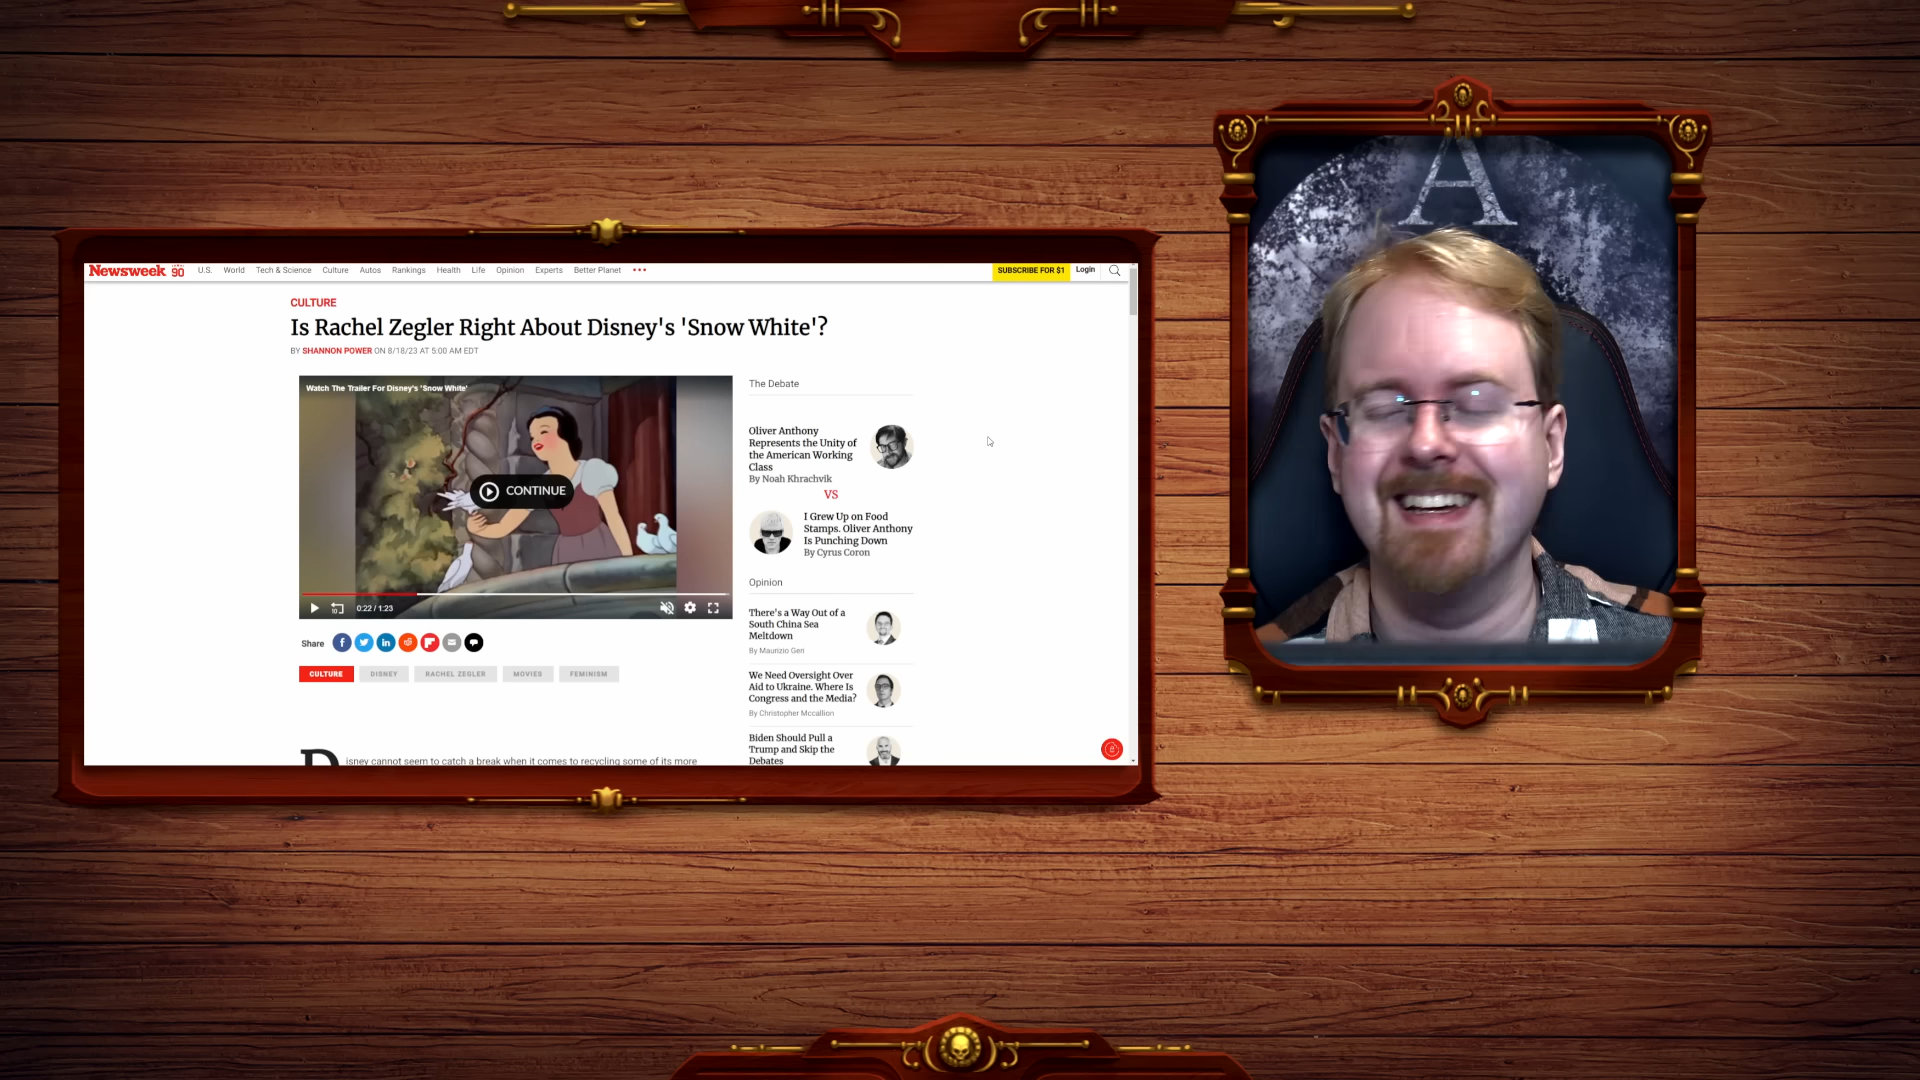 Newsweek 90 U.S. World Tech & Science Culture Autos Rankings Health Life Opinion Experts Better Planet ••• SUBSCRIBE FOR $1 Login
CULTURE
Is Rachel Zegler Right About Disney's 'Snow White'?
BY SHANNON POWER ON 8/18/23 AT 5:00 AM EDT
Watch The Trailer For Disney's 'Snow White'
CONTINUE
10
0:22 / 1:23
Share
CULTURE DISNEY RACHEL ZEGLER MOVIES FEMINISM
Disney cannot seem to catch a break when it comes to recycling some of its more
The Debate
Oliver Anthony
Represents the Unity of
the American Working
Class
By Noah Khrachvik
VS
I Grew Up on Food
Stamps. Oliver Anthony
Is Punching Down
By Cyrus Coron
Opinion
There's a Way Out of a
South China Sea
Meltdown
By Maurizio Geri
We Need Oversight Over
Aid to Ukraine. Where Is
Congress and the Media?
By Christopher Mccallion
Biden Should Pull a
Trump and Skip the
Debates
A